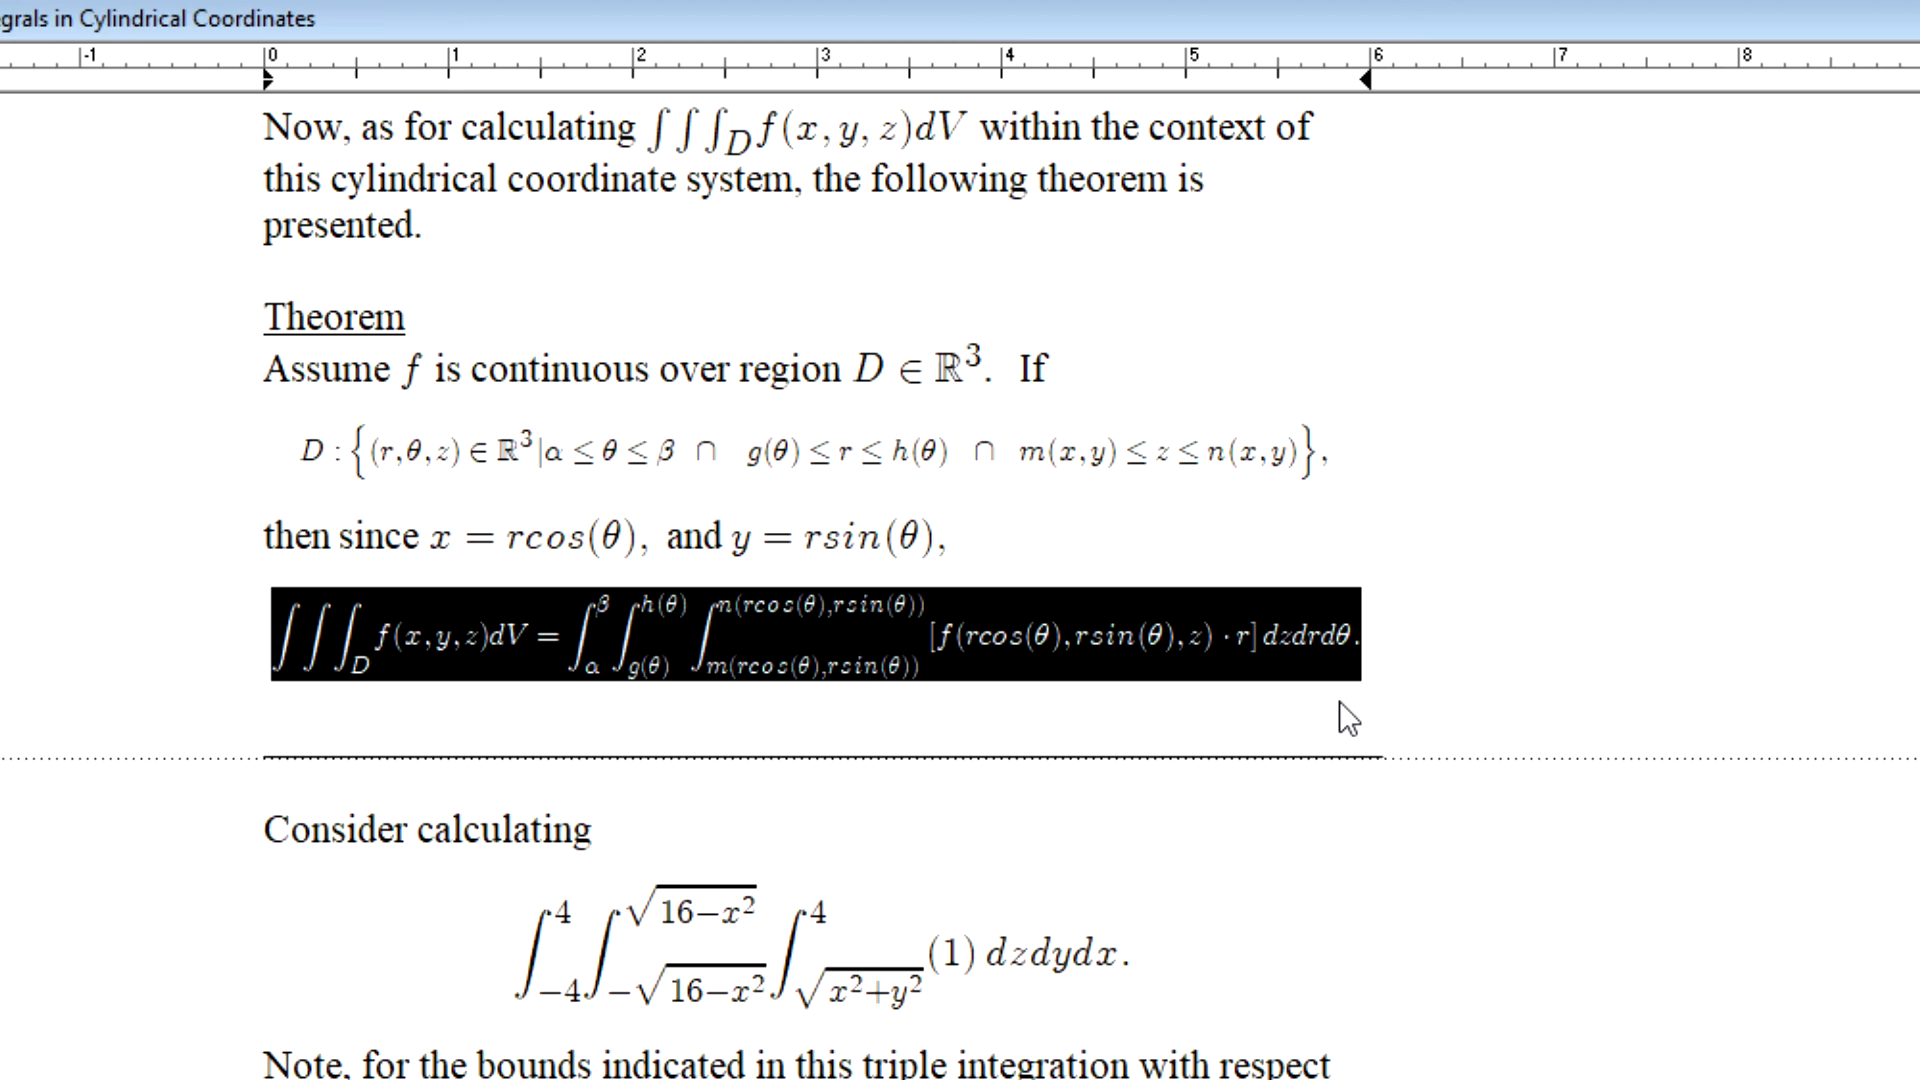 grals in Cylindrical Coordinates
-1 0 1 2 3 4 5 6 7 8
Now, as for calculating ∫∫∫_D f(x, y, z)dV within the context of
this cylindrical coordinate system, the following theorem is
presented.
Theorem
Assume f is continuous over region D ∈ ℝ³. If
D : {(r,θ,z) ∈ ℝ³|α ≤ θ ≤ β ∩ g(θ) ≤ r ≤ h(θ) ∩ m(x,y) ≤ z ≤ n(x,y)},
then since x = rcos(θ), and y = rsin(θ),
∫∫∫_D f(x,y,z)dV = ∫_α^β ∫_{g(θ)}^{h(θ)} ∫_{m(rcos(θ),rsin(θ))}^{n(rcos(θ),rsin(θ))} [f(rcos(θ),rsin(θ),z) · r] dzdrdθ.
Consider calculating
∫_{-4}^{4} ∫_{-√(16-x²)}^{√(16-x²)} ∫_{√(x²+y²)}^{4} (1) dzdydx.
Note, for the bounds indicated in this triple integration with respect